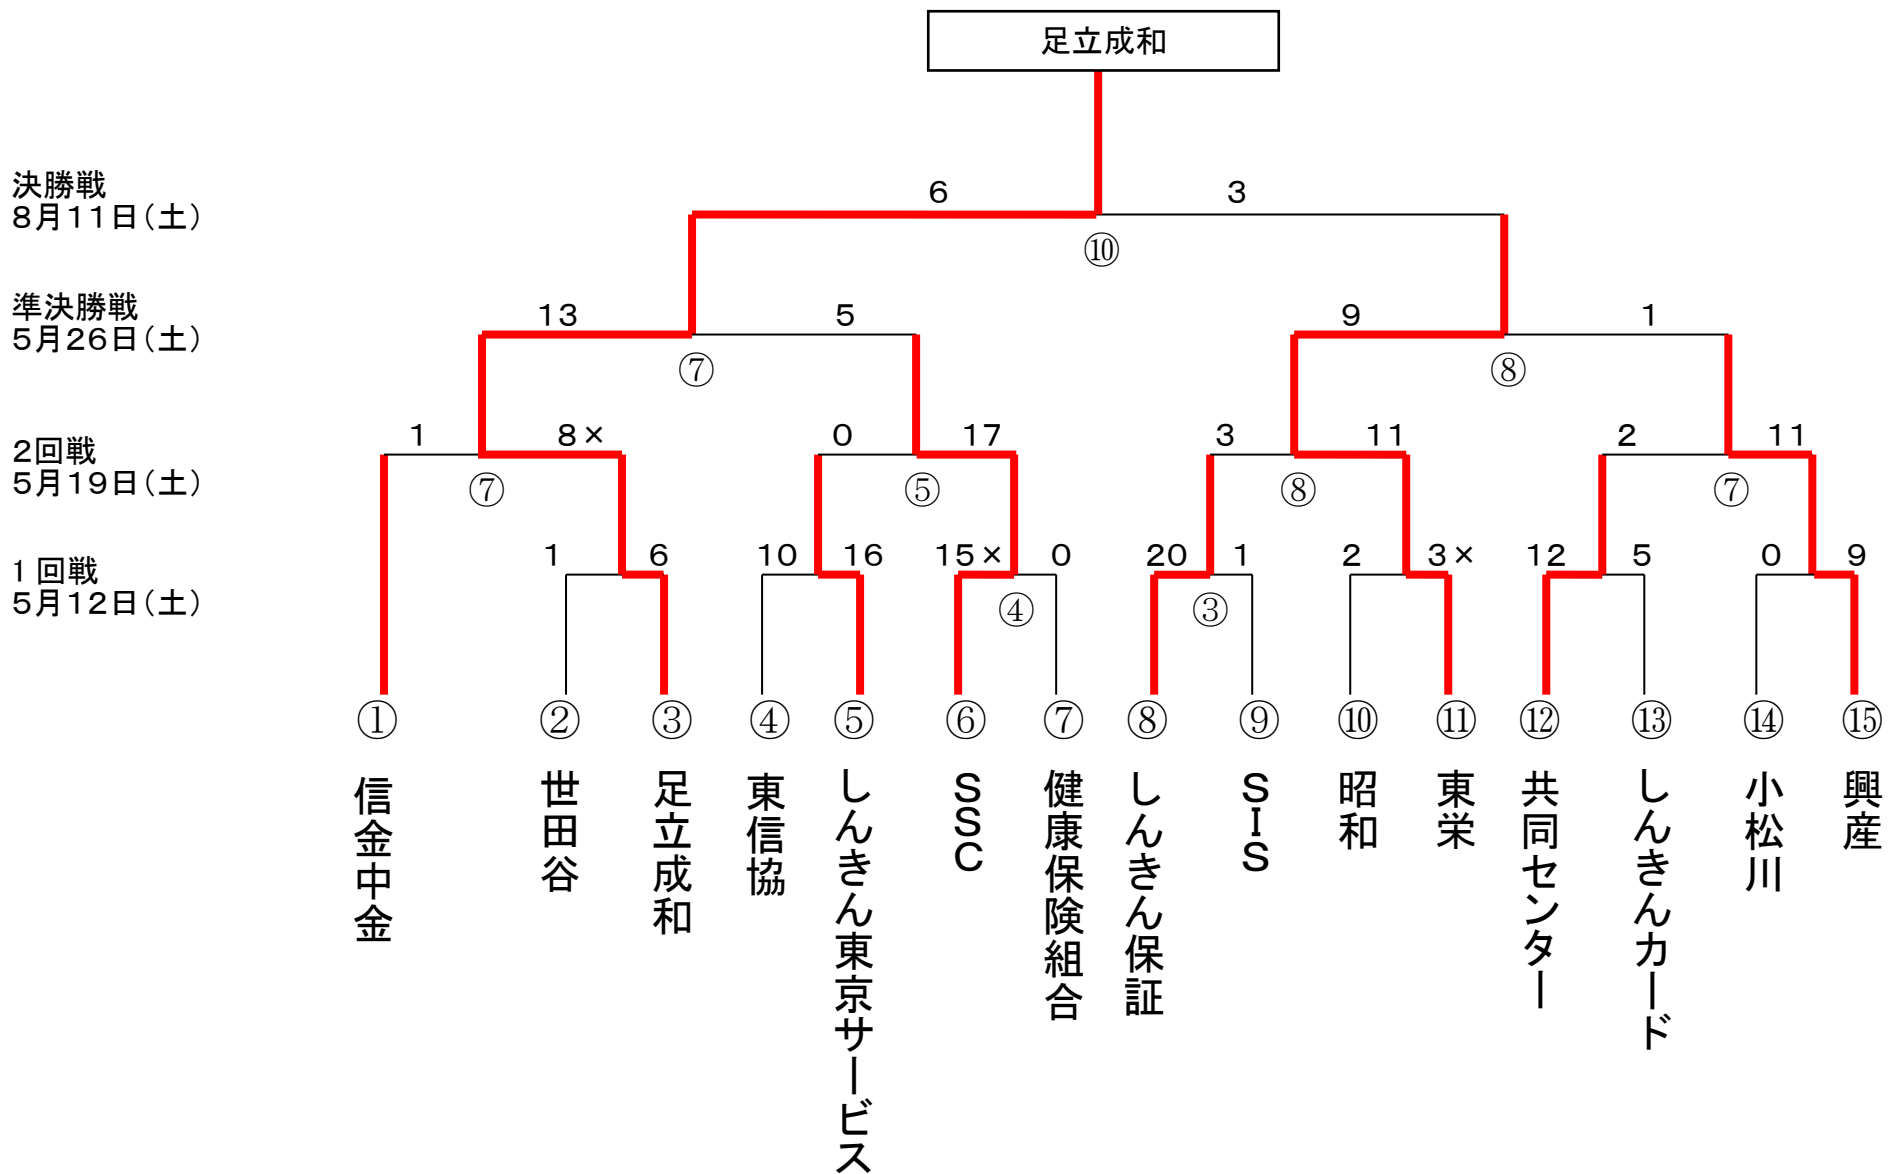 足立成和
決勝戦
8月11日(土)
6 3
⑩
準決勝戦
5月26日(土)
13 5 9 1
⑦ ⑧
2回戦
5月19日(土)
1 8× 0 17 3 11 2 11
⑦ ⑤ ⑧ ⑦
1回戦
5月12日(土)
1 6 10 16 15× 0 20 1 2 3× 12 5 0 9
④ ③
① ② ③ ④ ⑤ ⑥ ⑦ ⑧ ⑨ ⑩ ⑪ ⑫ ⑬ ⑭ ⑮
信金中金
世田谷
足立成和
東信協
しんきん東京サービス
SSC
健康保険組合
しんきん保証
SIS
昭和
東栄
共同センター
しんきんカード
小松川
興産